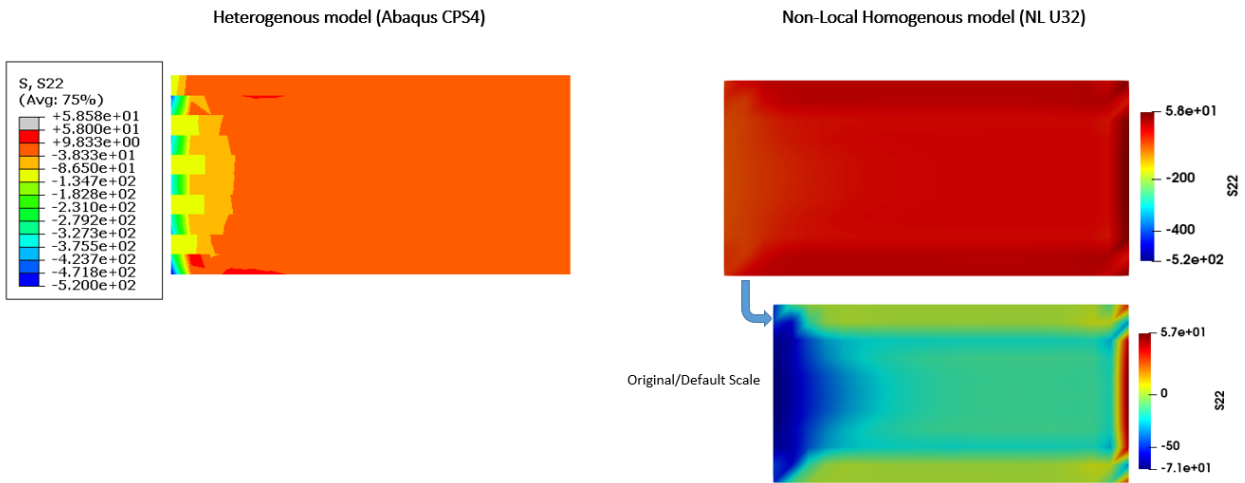 Heterogenous model (Abaqus CPS4)
Non-Local Homogenous model (NL U32)
S, S22
(Avg: 75%)
+5.858e+01
+5.800e+01
+9.833e+00
-3.833e+01
-8.650e+01
-1.347e+02
-1.828e+02
-2.310e+02
-2.792e+02
-3.273e+02
-3.755e+02
-4.237e+02
-4.718e+02
-5.200e+02
5.8e+01
-200
-400
-5.2e+02
S22
Original/Default Scale
5.7e+01
0
-50
-7.1e+01
S22